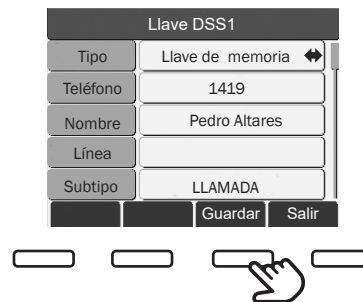 Llave DSS1
Tipo Llave de memoria
Teléfono 1419
Nombre Pedro Altares
Línea
Subtipo LLAMADA
Guardar Salir